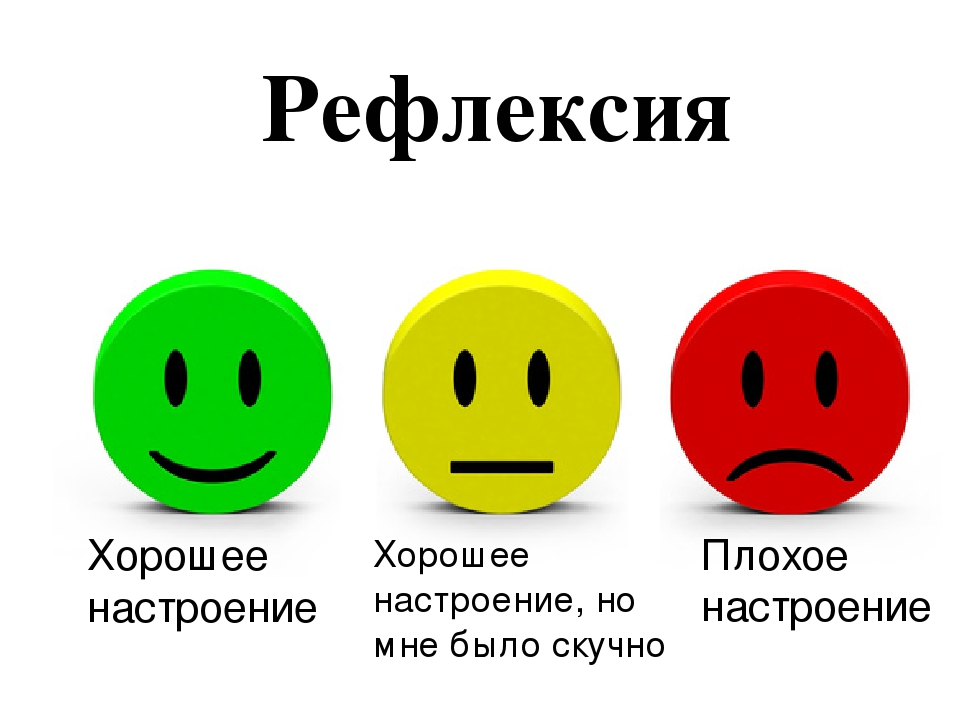 Рефлексия
Хорошее
настроение
Хорошее
настроение, но
мне было скучно
Плохое
настроение